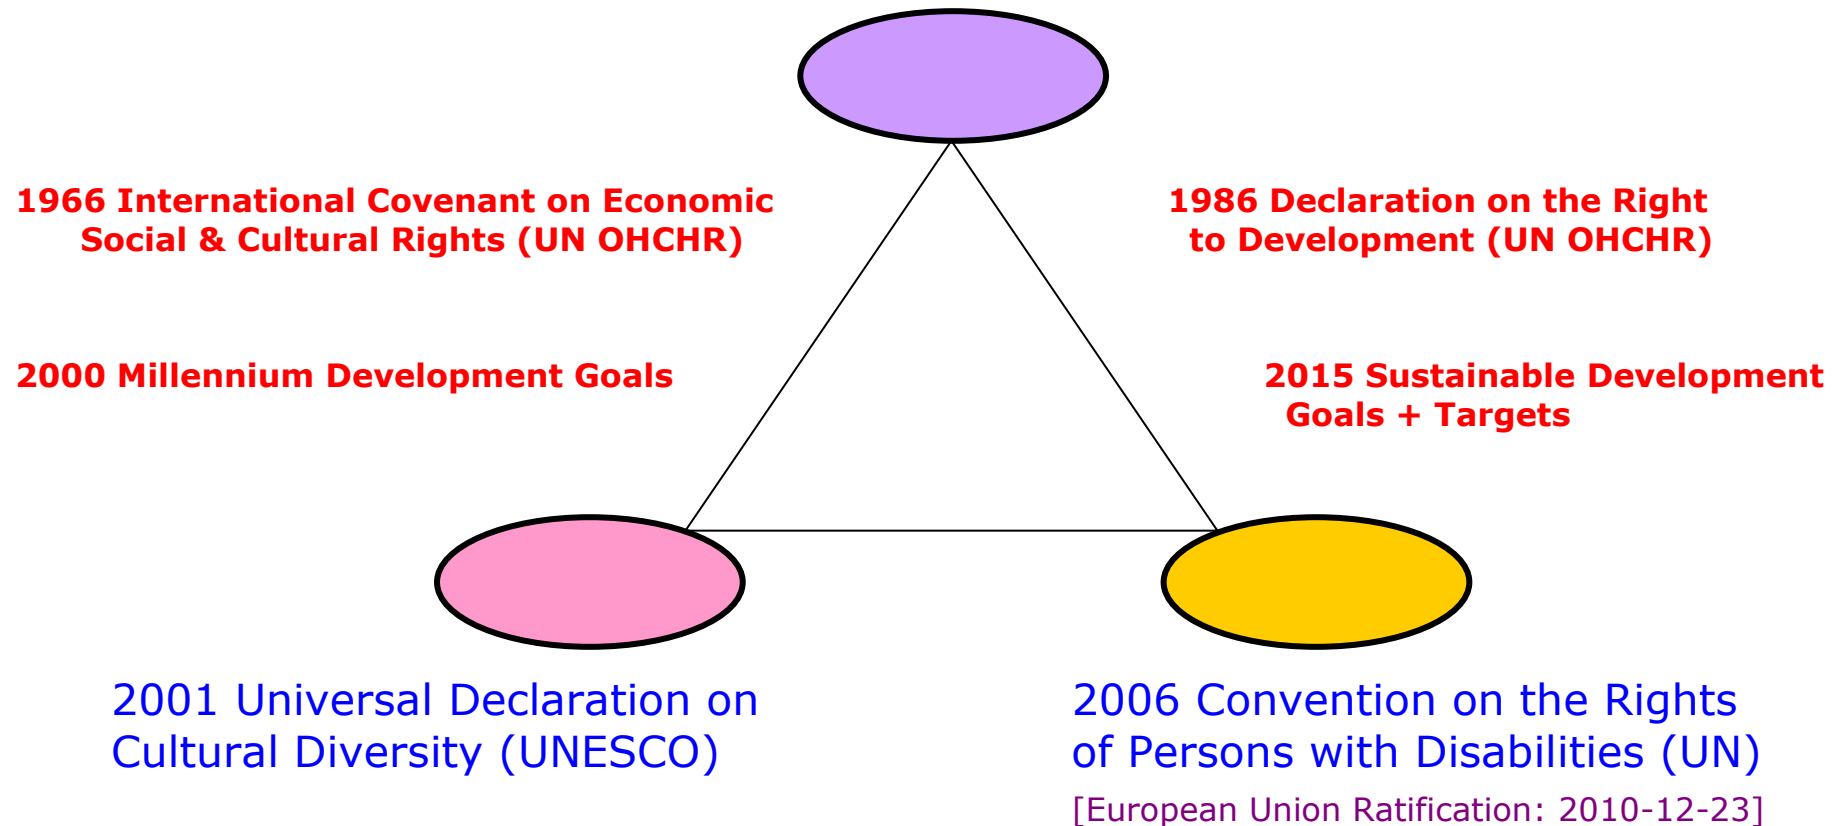 1966 International Covenant on Economic
Social & Cultural Rights (UN OHCHR)
1986 Declaration on the Right
to Development (UN OHCHR)
2000 Millennium Development Goals
2015 Sustainable Development
Goals + Targets
2001 Universal Declaration on
Cultural Diversity (UNESCO)
2006 Convention on the Rights
of Persons with Disabilities (UN)
[European Union Ratification: 2010-12-23]